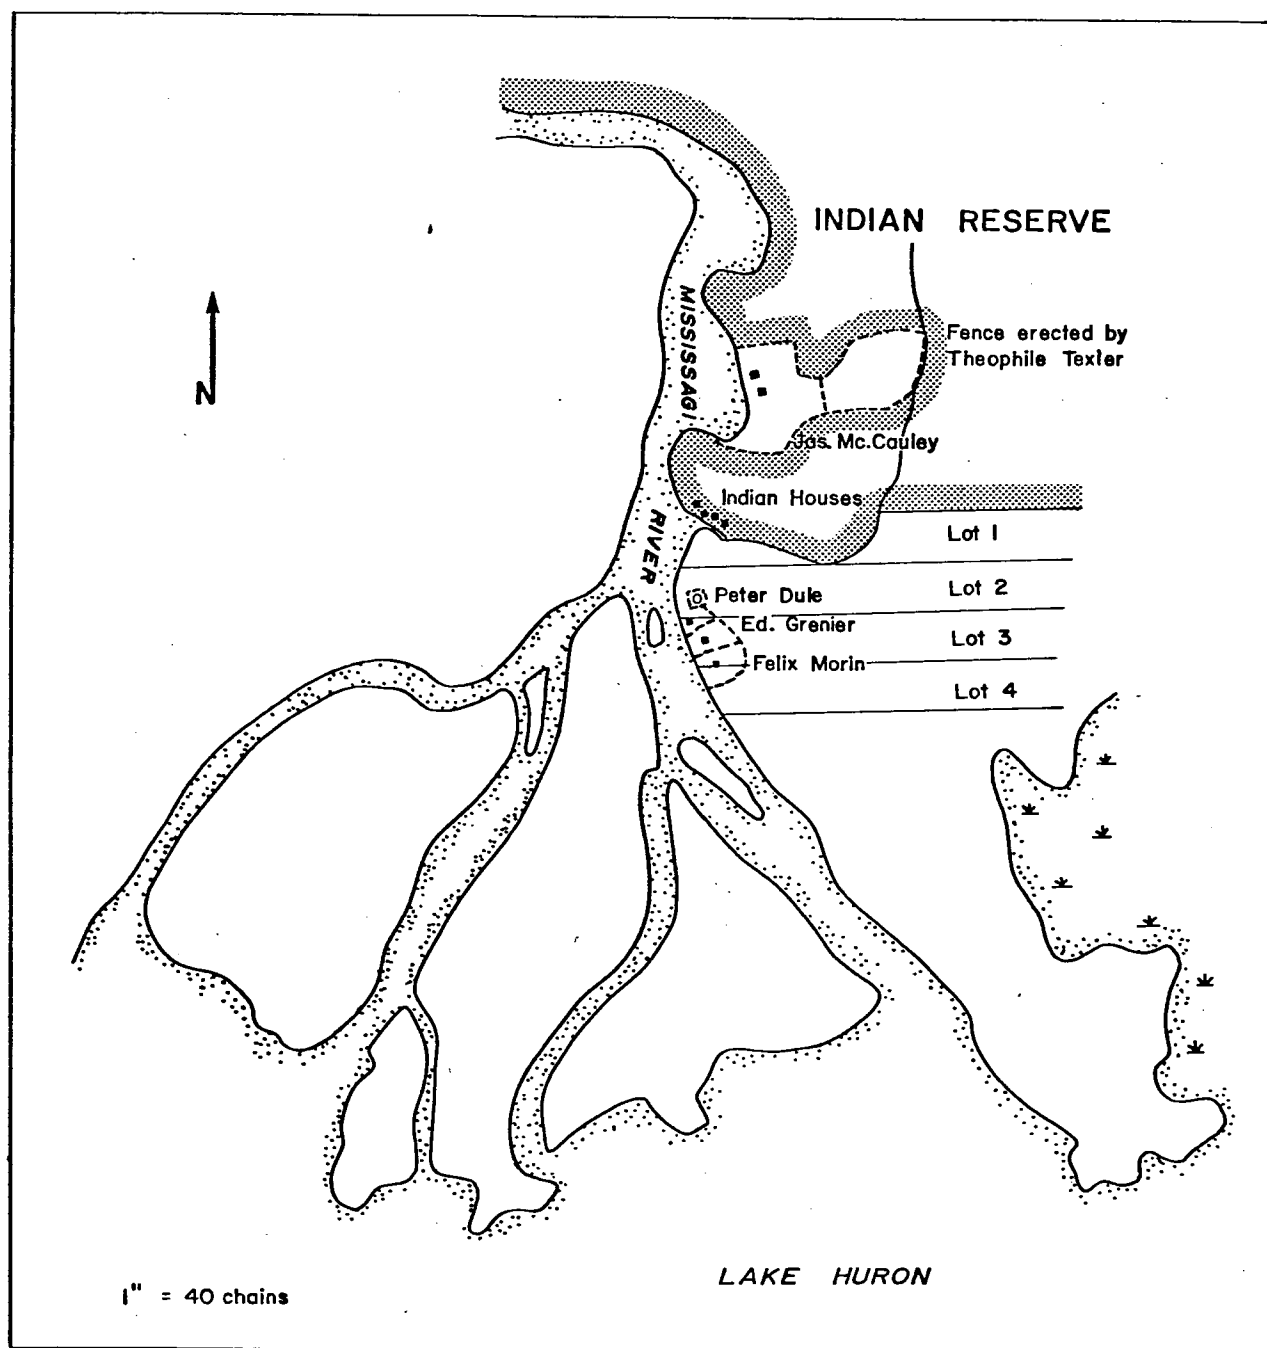 INDIAN RESERVE
MISSISSAGI
RIVER
N
Fence erected by
Theophile Texler
Jas. Mc.Cauley
Indian Houses
Lot 1
Peter Dule
Lot 2
Ed. Grenier
Lot 3
Felix Morin
Lot 4
LAKE HURON
1" = 40 chains